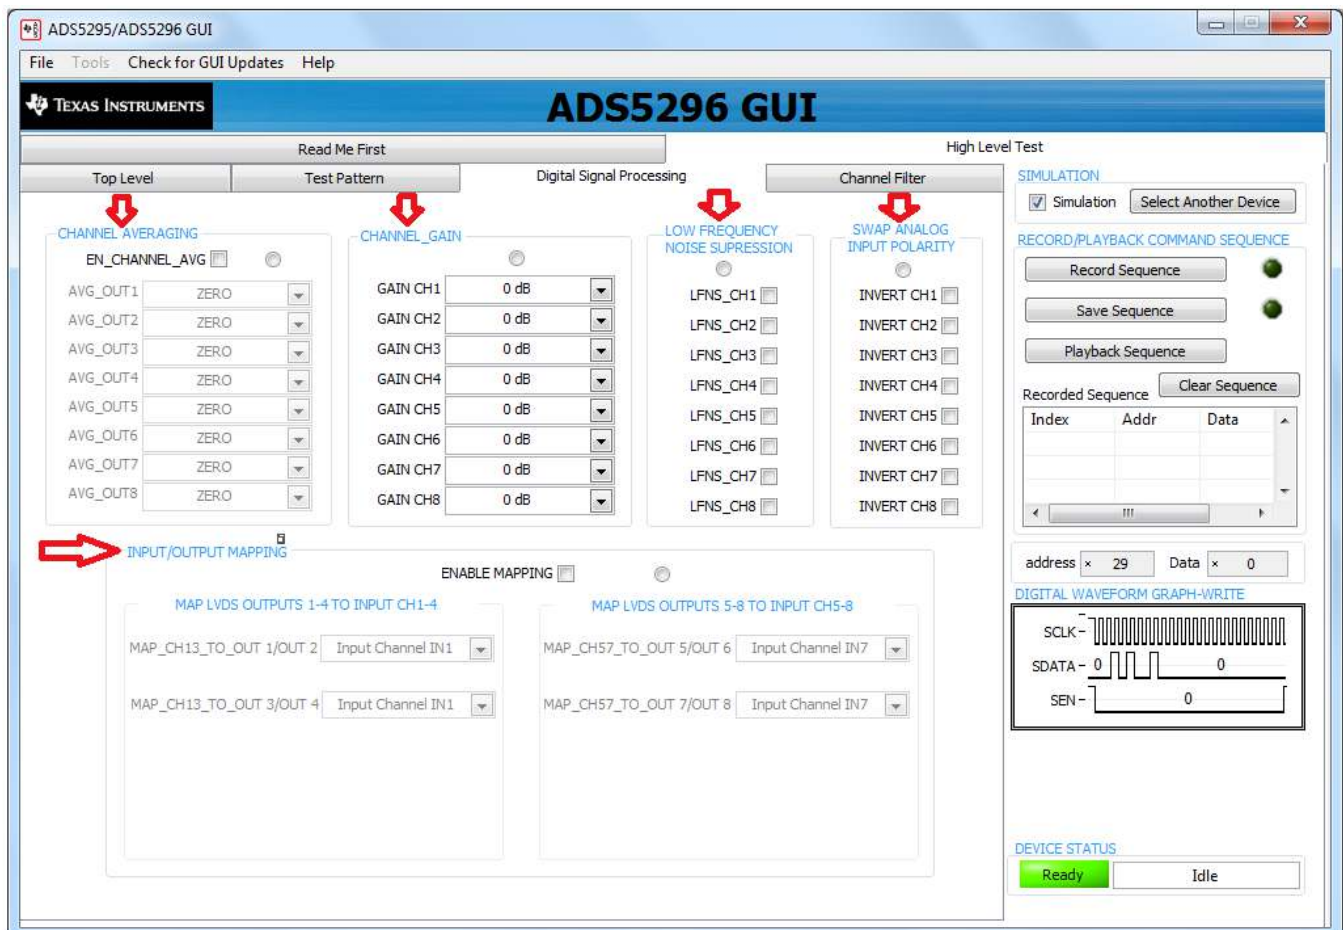 ADS5295/ADS5296 GUI
File Tools Check for GUI Updates Help
TEXAS INSTRUMENTS
ADS5296 GUI
Read Me First
High Level Test
Top Level
Test Pattern
Digital Signal Processing
Channel Filter
CHANNEL AVERAGING
EN_CHANNEL_AVG
AVG_OUT1 ZERO
AVG_OUT2 ZERO
AVG_OUT3 ZERO
AVG_OUT4 ZERO
AVG_OUT5 ZERO
AVG_OUT6 ZERO
AVG_OUT7 ZERO
AVG_OUT8 ZERO
CHANNEL_GAIN
GAIN CH1 0 dB
GAIN CH2 0 dB
GAIN CH3 0 dB
GAIN CH4 0 dB
GAIN CH5 0 dB
GAIN CH6 0 dB
GAIN CH7 0 dB
GAIN CH8 0 dB
LOW FREQUENCY
NOISE SUPRESSION
LFNS_CH1
LFNS_CH2
LFNS_CH3
LFNS_CH4
LFNS_CH5
LFNS_CH6
LFNS_CH7
LFNS_CH8
SWAP ANALOG
INPUT POLARITY
INVERT CH1
INVERT CH2
INVERT CH3
INVERT CH4
INVERT CH5
INVERT CH6
INVERT CH7
INVERT CH8
INPUT/OUTPUT MAPPING
ENABLE MAPPING
MAP LVDS OUTPUTS 1-4 TO INPUT CH1-4
MAP_CH13_TO_OUT 1/OUT 2 Input Channel IN1
MAP_CH13_TO_OUT 3/OUT 4 Input Channel IN1
MAP LVDS OUTPUTS 5-8 TO INPUT CH5-8
MAP_CH57_TO_OUT 5/OUT 6 Input Channel IN7
MAP_CH57_TO_OUT 7/OUT 8 Input Channel IN7
SIMULATION
Simulation Select Another Device
RECORD/PLAYBACK COMMAND SEQUENCE
Record Sequence
Save Sequence
Playback Sequence
Recorded Sequence Clear Sequence
Index Addr Data
address x 29 Data x 0
DIGITAL WAVEFORM GRAPH-WRITE
SCLK-
SDATA- 0 0
SEN- 0
DEVICE STATUS
Ready Idle